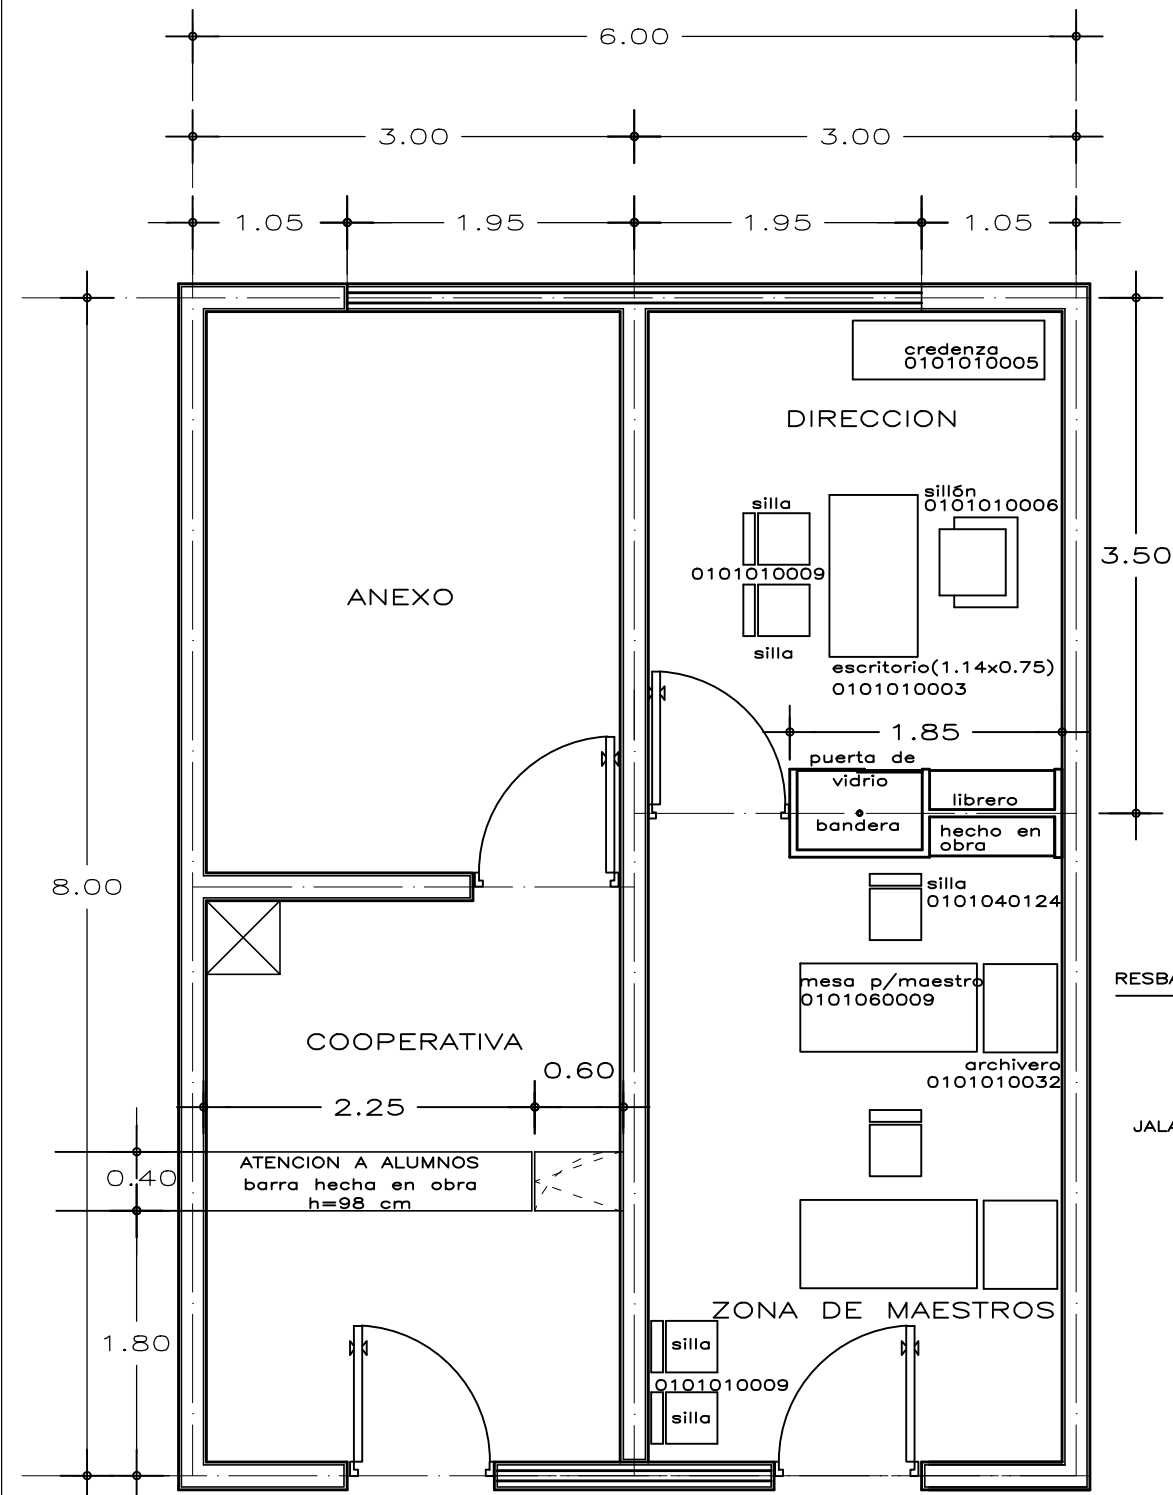 6.00
3.00
3.00
1.05
1.95
1.95
1.05
credenza
0101010005
DIRECCION
sillón
0101010006
silla
0101010009
silla
3.50
ANEXO
escritorio(1.14x0.75)
0101010003
1.85
puerta de
vidrio
bandera
librero
hecho en
obra
8.00
silla
0101040124
mesa p/maestro
0101060009
archivero
0101010032
COOPERATIVA
0.60
2.25
0.40
ATENCION A ALUMNOS
barra hecha en obra
h=98 cm
ZONA DE MAESTROS
1.80
silla
0101010009
silla